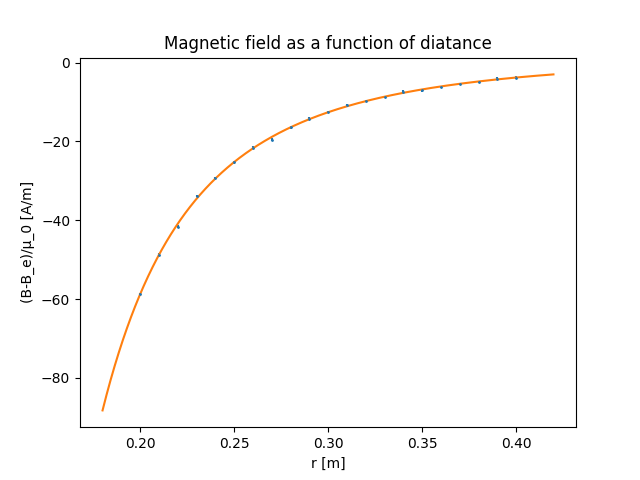 Magnetic field as a function of diatance
0
−20
−40
−60
−80
(B-B_e)/μ_0 [A/m]
0.20 0.25 0.30 0.35 0.40
r [m]